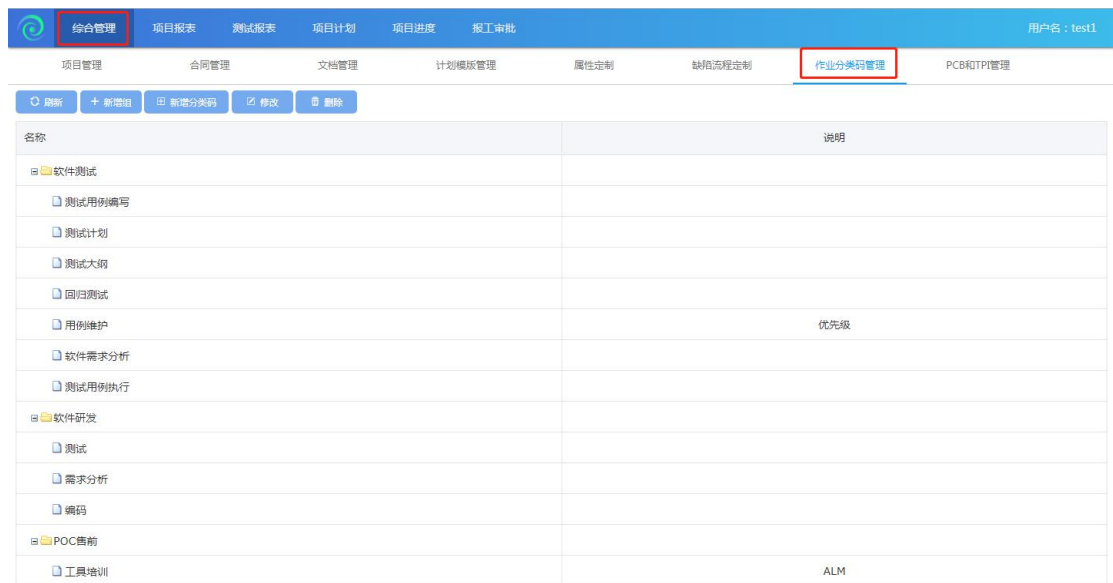 综合管理 项目报表 测试报表 项目计划 项目进度 报工审批 用户名：test1
项目管理 合同管理 文档管理 计划模版管理 属性定制 缺陷流程定制 作业分类码管理 PCB和TPI管理
刷新 新增组 新增分类码 修改 删除
名称 说明
软件测试
测试用例编写
测试计划
测试大纲
回归测试
用例维护 优先级
软件需求分析
测试用例执行
软件研发
测试
需求分析
编码
POC售前
工具培训 ALM